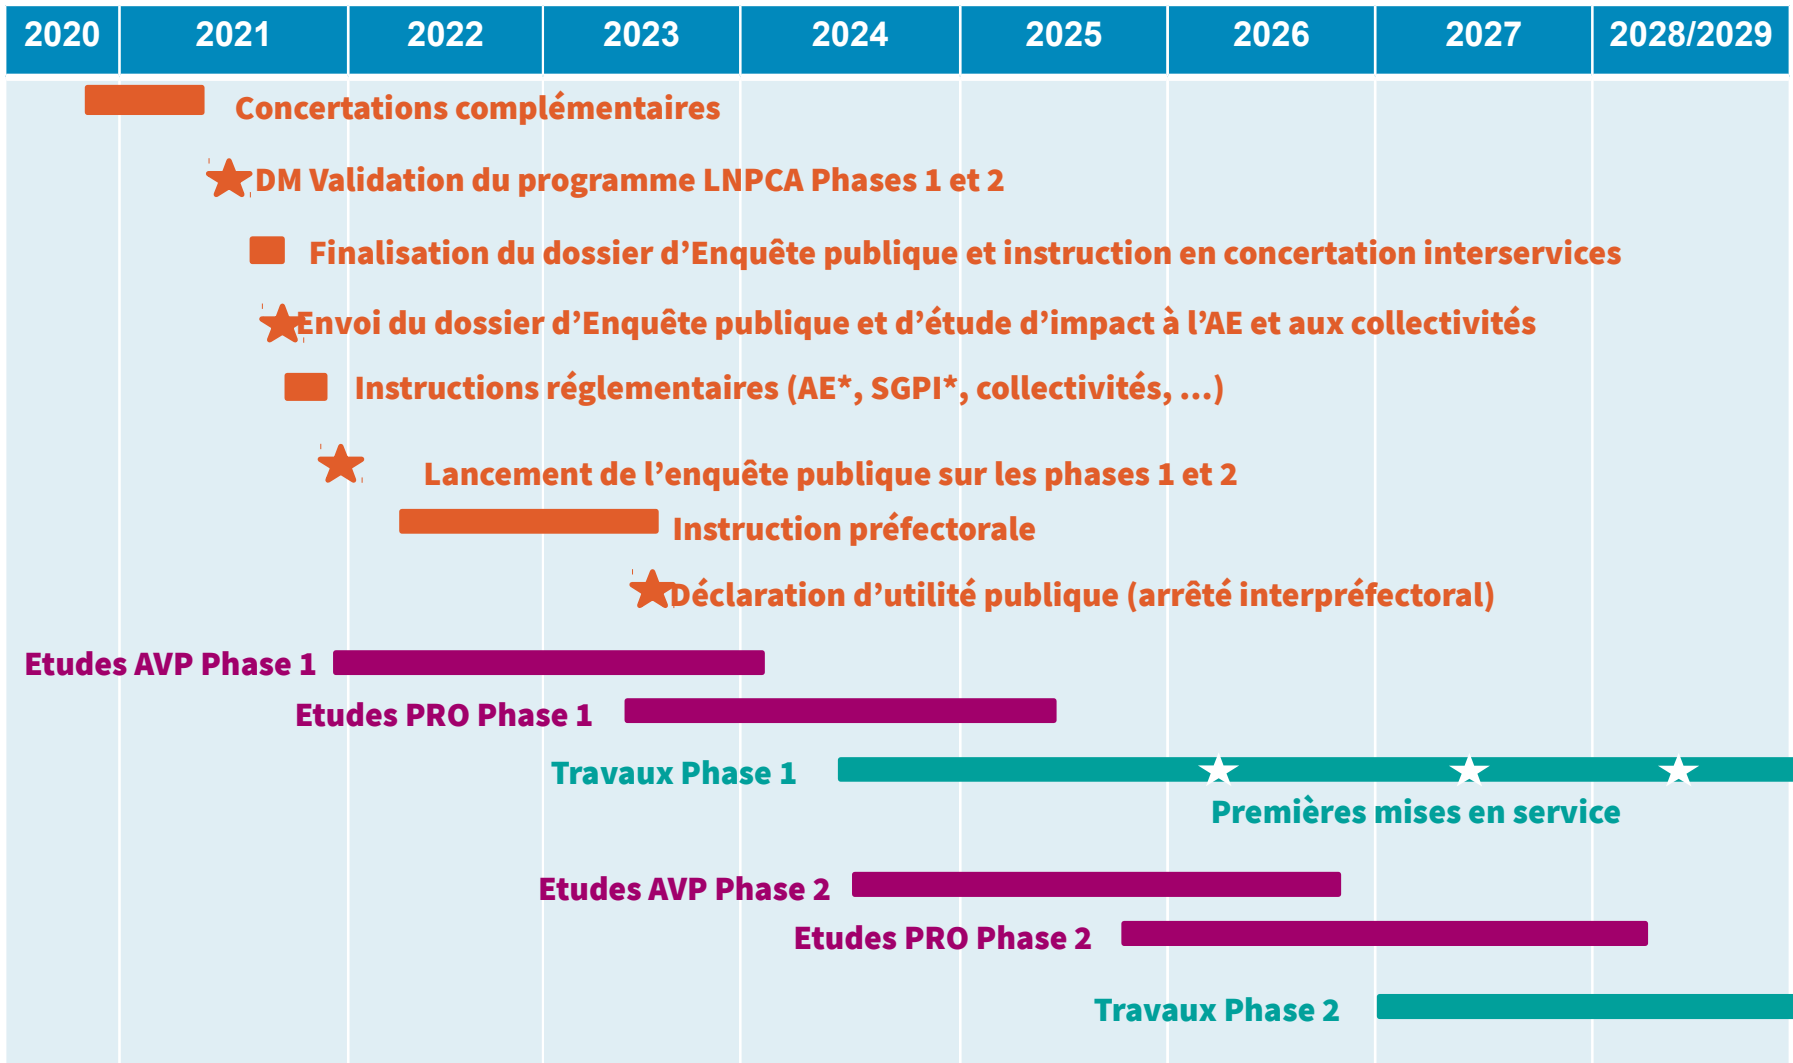 2020 2021 2022 2023 2024 2025 2026 2027 2028/2029
Concertations complémentaires
DM Validation du programme LNPCA Phases 1 et 2
Finalisation du dossier d’Enquête publique et instruction en concertation interservices
Envoi du dossier d’Enquête publique et d’étude d’impact à l’AE et aux collectivités
Instructions réglementaires (AE*, SGPI*, collectivités, ...)
Lancement de l’enquête publique sur les phases 1 et 2
Instruction préfectorale
Déclaration d’utilité publique (arrêté interpréfectoral)
Etudes AVP Phase 1
Etudes PRO Phase 1
Travaux Phase 1
Premières mises en service
Etudes AVP Phase 2
Etudes PRO Phase 2
Travaux Phase 2